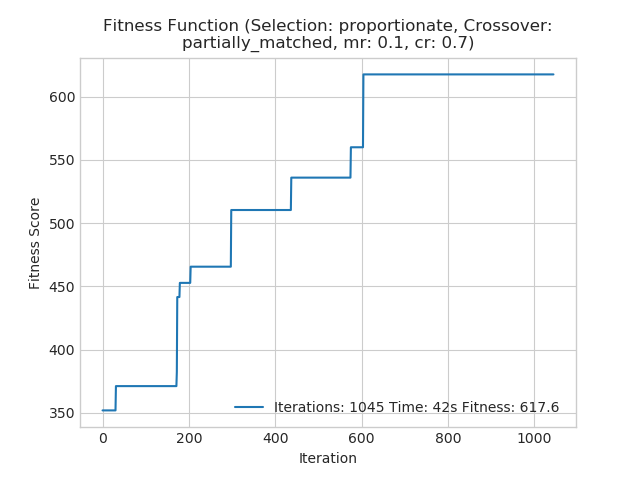 Fitness Function (Selection: proportionate, Crossover:
partially_matched, mr: 0.1, cr: 0.7)
Fitness Score
600
550
500
450
400
350
Iterations: 1045 Time: 42s Fitness: 617.6
0 200 400 600 800 1000
Iteration